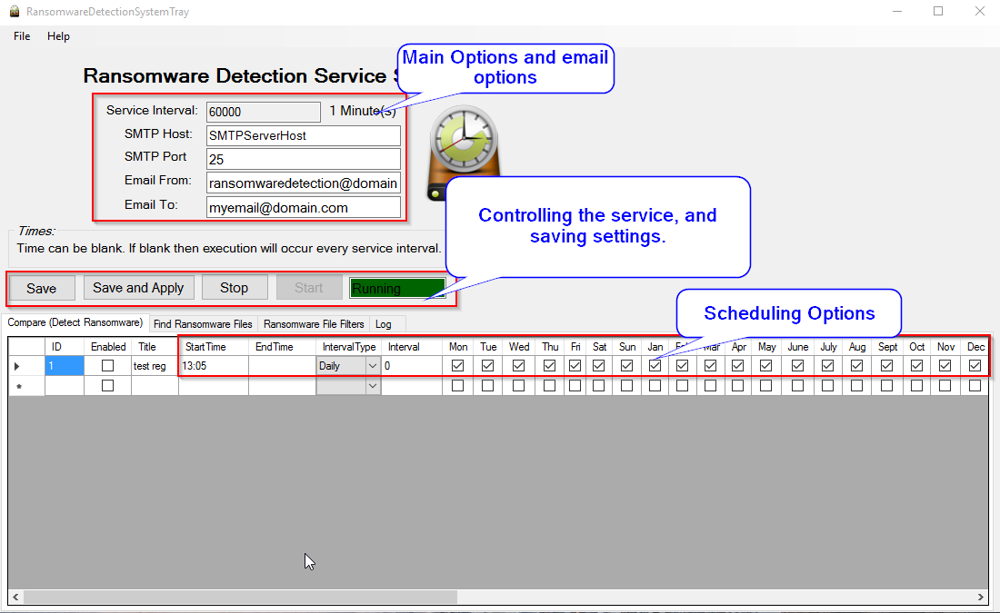 RansomwareDetectionSystemTray
File Help
Main Options and email
options
Ransomware Detection Service S
Service Interval: 60000 1 Minute(s)
SMTP Host: SMTPServerHost
SMTP Port 25
Email From: ransomwaredetection@domain
Email To: myemail@domain.com
Controlling the service, and
saving settings.
Times:
Time can be blank. If blank then execution will occur every service interval.
Save Save and Apply Stop Start Running
Scheduling Options
Compare (Detect Ransomware) Find Ransomware Files Ransomware File Filters Log
ID Enabled Title StartTime EndTime IntervalType Interval Mon Tue Wed Thu Fri Sat Sun Jan Feb Mar Apr May June July Aug Sept Oct Nov Dec
1 test reg 13:05 Daily 0